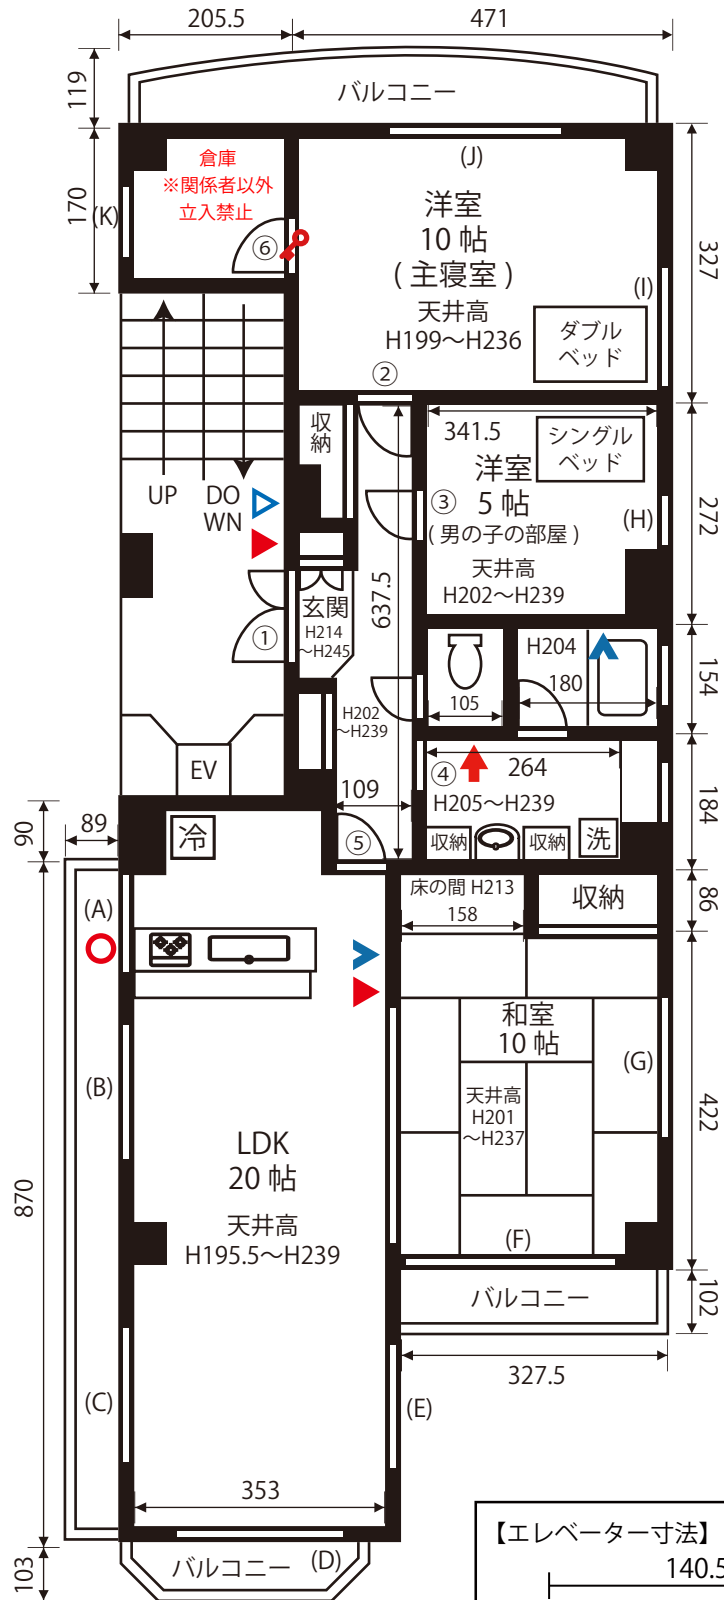 205.5
471
119
バルコニー
170
(K)
倉庫
※関係者以外
立入禁止
⑥
(J)
洋室
10 帖
( 主寝室 )
天井高
H199〜H236
(I)
327
ダブル
ベッド
②
収
納
341.5
シングル
ベッド
洋室
③
5 帖
( 男の子の部屋 )
(H)
272
天井高
H202〜H239
UP
DO
WN
637.5
玄関
H214
〜H245
①
H204
180
105
154
H202
〜H239
EV
④
264
H205〜H239
184
109
収納
収納
洗
90
89
冷
⑤
床の間 H213
158
収納
86
(A)
(B)
和室
10 帖
(G)
天井高
H201
〜H237
422
870
LDK
20 帖
天井高
H195.5〜H239
(F)
バルコニー
102
327.5
(C)
(E)
353
(D)
バルコニー
103
【エレベーター寸法】
140.5